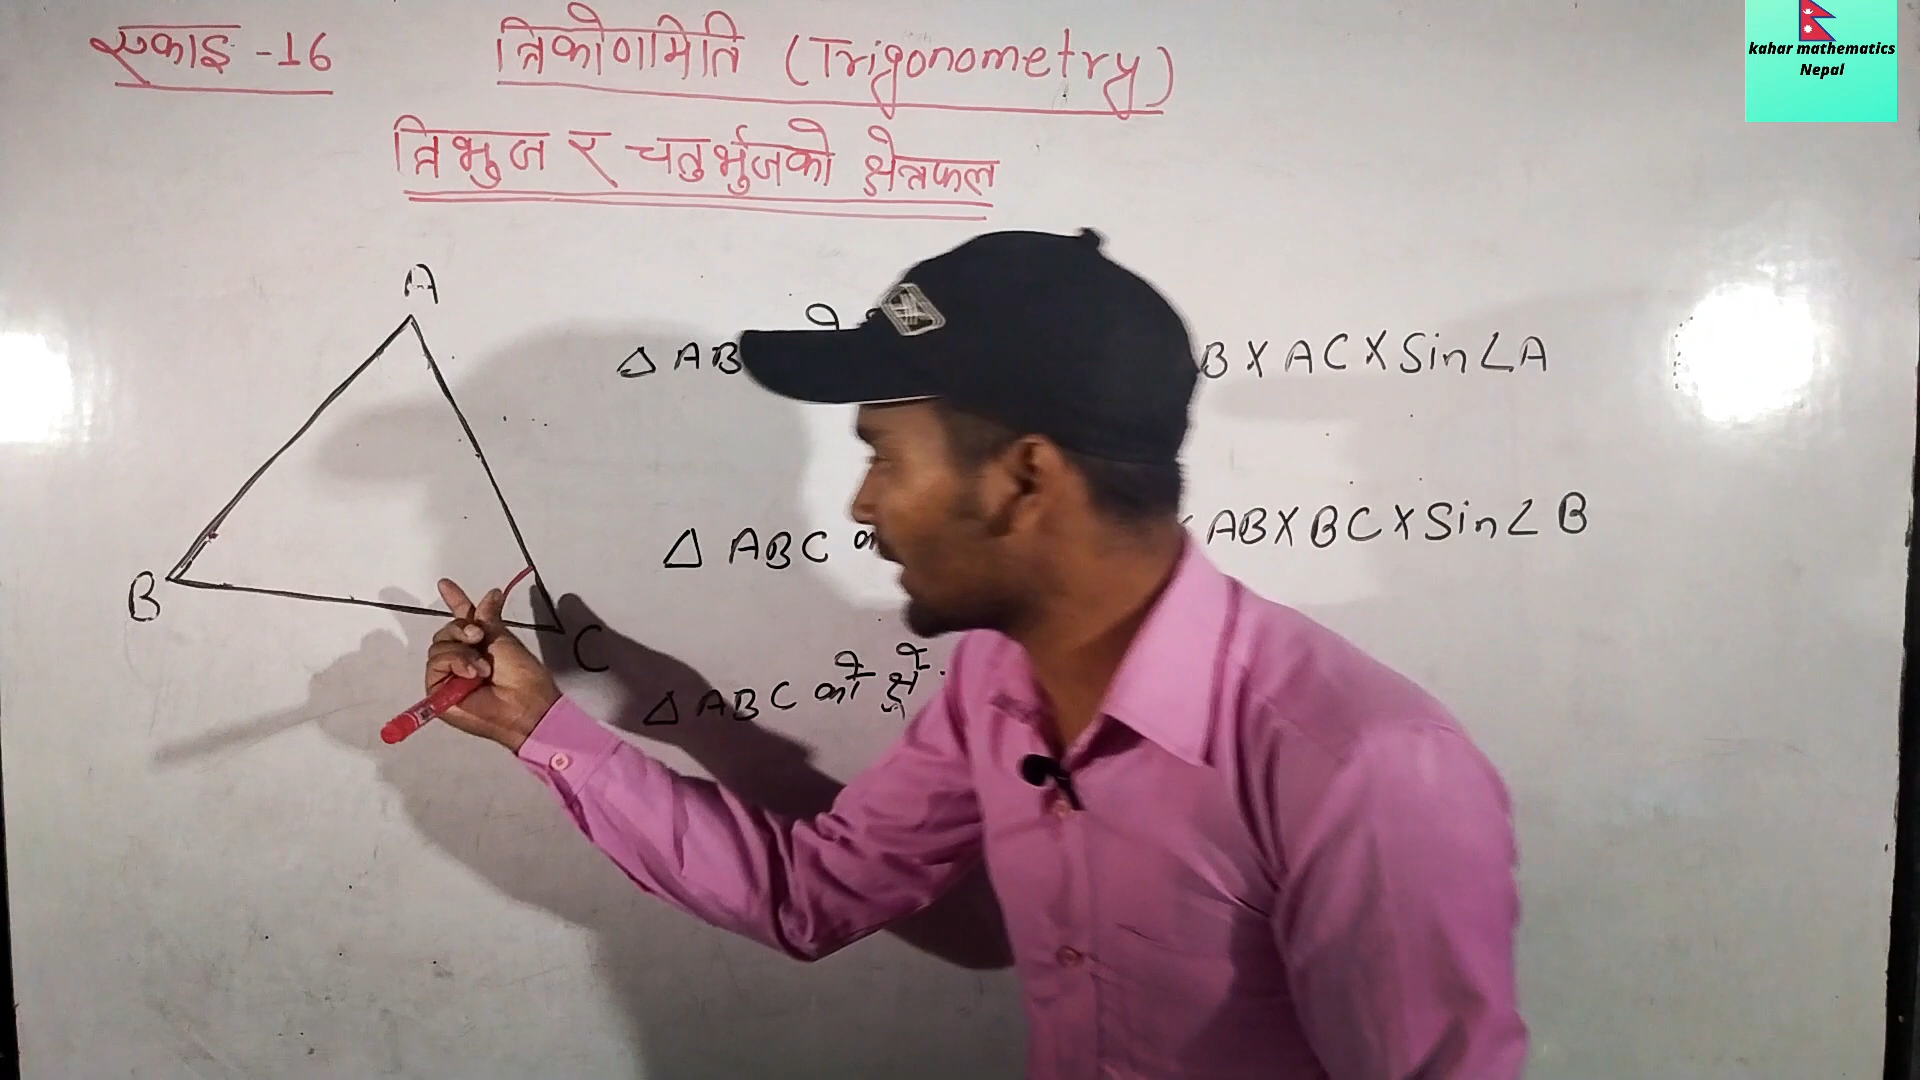 एकाइ -16 त्रिकोणमिति (Trigonometry)
kahar mathematics
Nepal
त्रिभुज र चतुर्भुजको क्षेत्रफल
A
Δ AB B X AC X Sin∠A
Δ ABC AB X BC X Sin∠B
B
C
Δ ABC को क्षे.